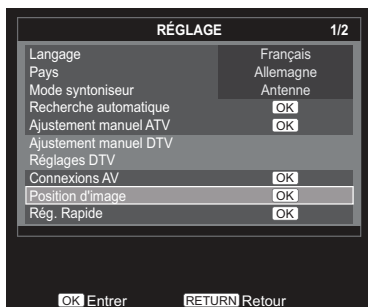 RÉGLAGE 1/2
Langage Français
Pays Allemagne
Mode syntoniseur Antenne
Recherche automatique OK
Ajustement manuel ATV OK
Ajustement manuel DTV
Réglages DTV
Connexions AV OK
Position d'image OK
Rég. Rapide OK
OK Entrer RETURN Retour